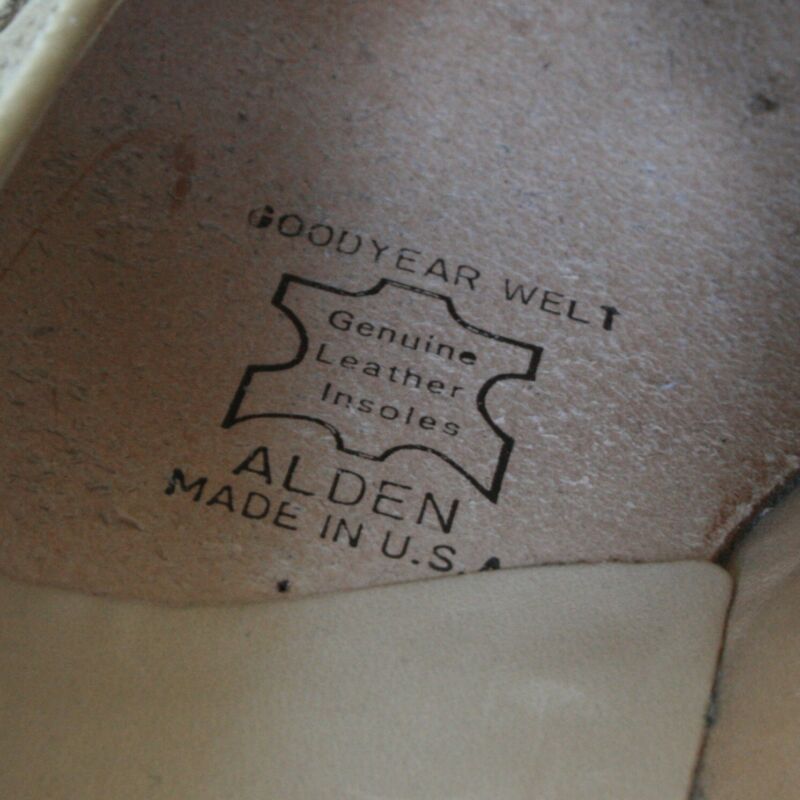 GOODYEAR WELT
Genuine
Leather
Insoles
ALDEN
MADE IN U.S.A